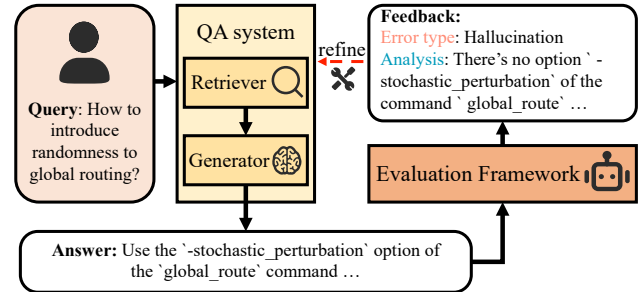 Query: How to
introduce
randomness to
global routing?
QA system
Retriever
Generator
refine
Feedback:
Error type: Hallucination
Analysis: There's no option ` -
stochastic_perturbation` of the
command ` global_route` …
Evaluation Framework
Answer: Use the `-stochastic_perturbation` option of
the `global_route` command …